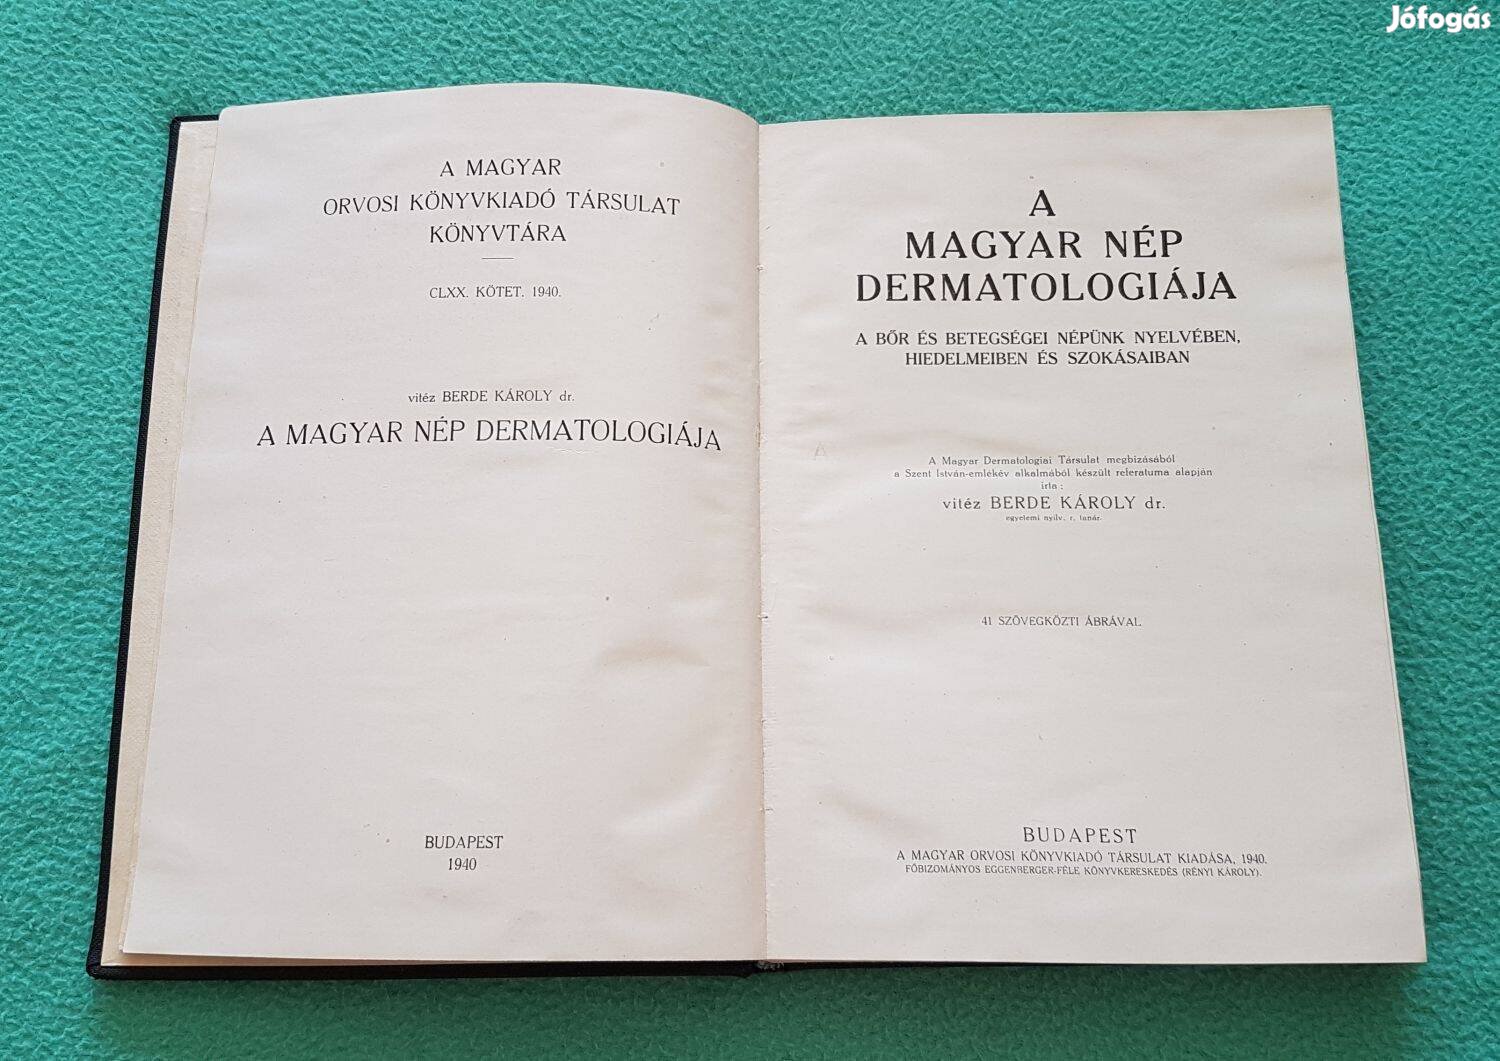 Jófogás
A MAGYAR
ORVOSI KÖNYVKIADÓ TÁRSULAT
KÖNYVTÁRA
CLXX. KÖTET. 1940.
vitéz BERDE KÁROLY dr.
A MAGYAR NÉP DERMATOLOGIÁJA
BUDAPEST
1940
A
MAGYAR NÉP
DERMATOLOGIÁJA
A BŐR ÉS BETEGSÉGEI NÉPÜNK NYELVÉBEN,
HIEDELMEIBEN ÉS SZOKÁSAIBAN
A Magyar Dermatologiai Társulat megbizásából
a Szent István-emlékév alkalmából készült referatuma alapján
irta :
vitéz BERDE KÁROLY dr.
egyetemi nyilv. r. tanár.
41 SZÖVEGKÖZTI ÁBRÁVAL
BUDAPEST
A MAGYAR ORVOSI KÖNYVKIADÓ TÁRSULAT KIADÁSA, 1940.
FŐBIZOMÁNYOS EGGENBERGER-FÉLE KÖNYVKERESKEDÉS (RÉNYI KÁROLY).